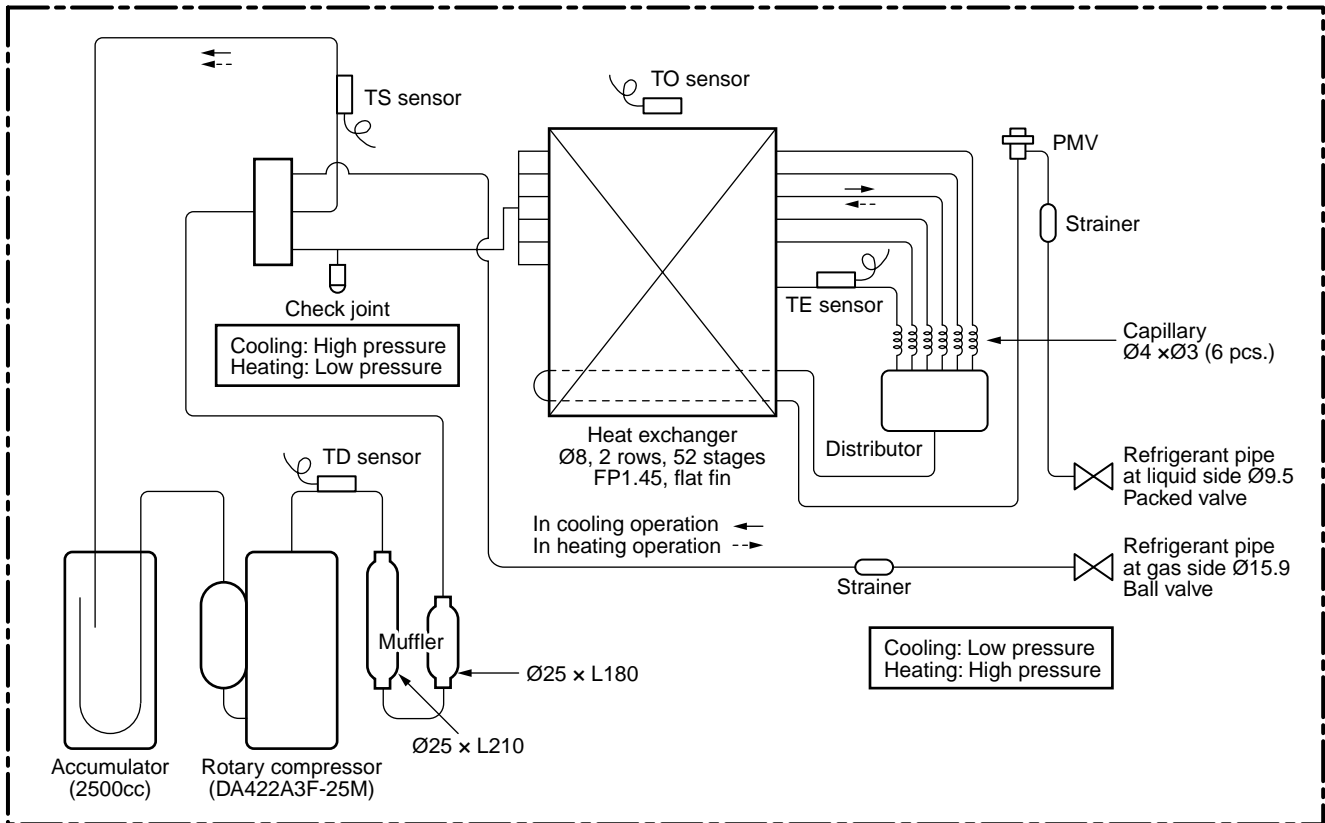 TO sensor
TS sensor
PMV
Strainer
TE sensor
Check joint
Cooling: High pressure
Heating: Low pressure
Capillary
Ø4 ×Ø3 (6 pcs.)
Heat exchanger
Ø8, 2 rows, 52 stages
FP1.45, flat fin
Distributor
TD sensor
Refrigerant pipe
at liquid side Ø9.5
Packed valve
In cooling operation
In heating operation
Refrigerant pipe
at gas side Ø15.9
Ball valve
Strainer
Muffler
Cooling: Low pressure
Heating: High pressure
Ø25 × L180
Ø25 × L210
Accumulator
(2500cc)
Rotary compressor
(DA422A3F-25M)